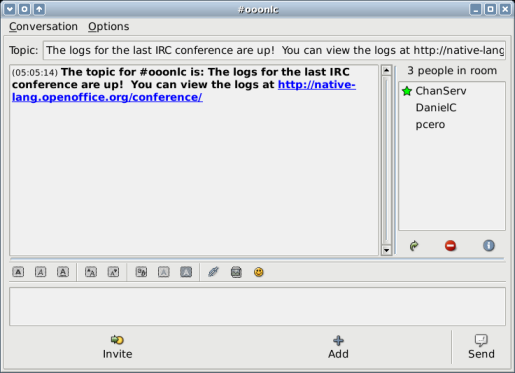 #ooonlc
Conversation Options
Topic: The logs for the last IRC conference are up! You can view the logs at http://native-lang
3 people in room
(05:05:14) The topic for #ooonlc is: The logs for the last IRC
conference are up! You can view the logs at http://native-
lang.openoffice.org/conference/
ChanServ
DanielC
pcero
Invite
Add
Send